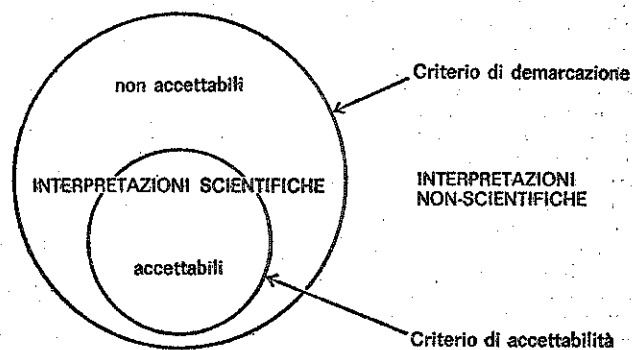 non accettabili
Criterio di demarcazione
INTERPRETAZIONI SCIENTIFICHE
INTERPRETAZIONI
NON-SCIENTIFICHE
accettabili
Criterio di accettabilità